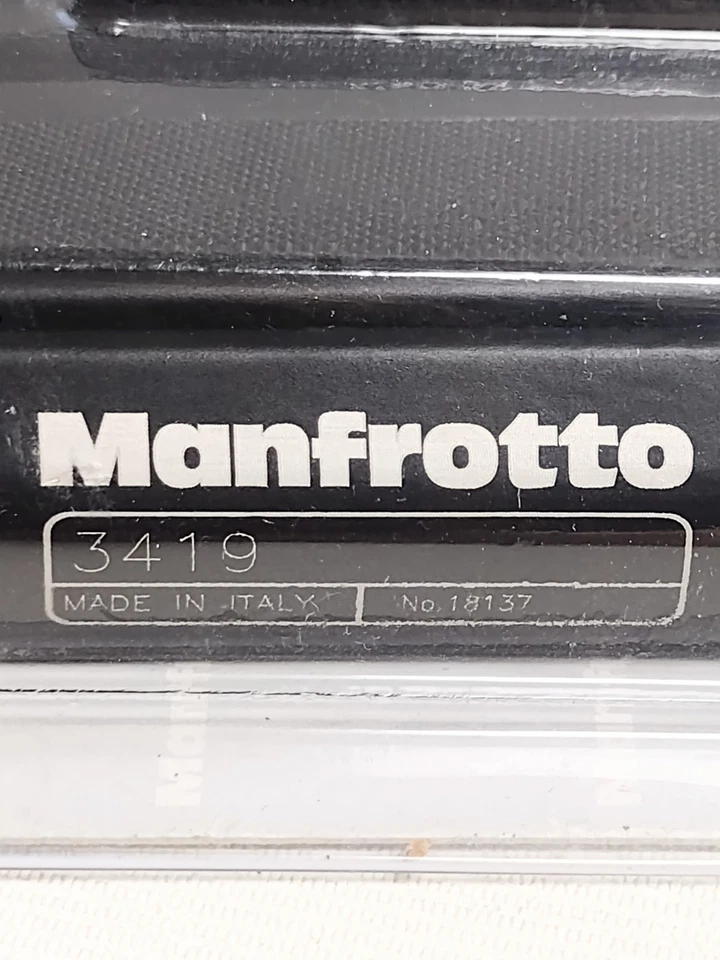 Manfrotto
3419
MADE IN ITALY
No. 18137